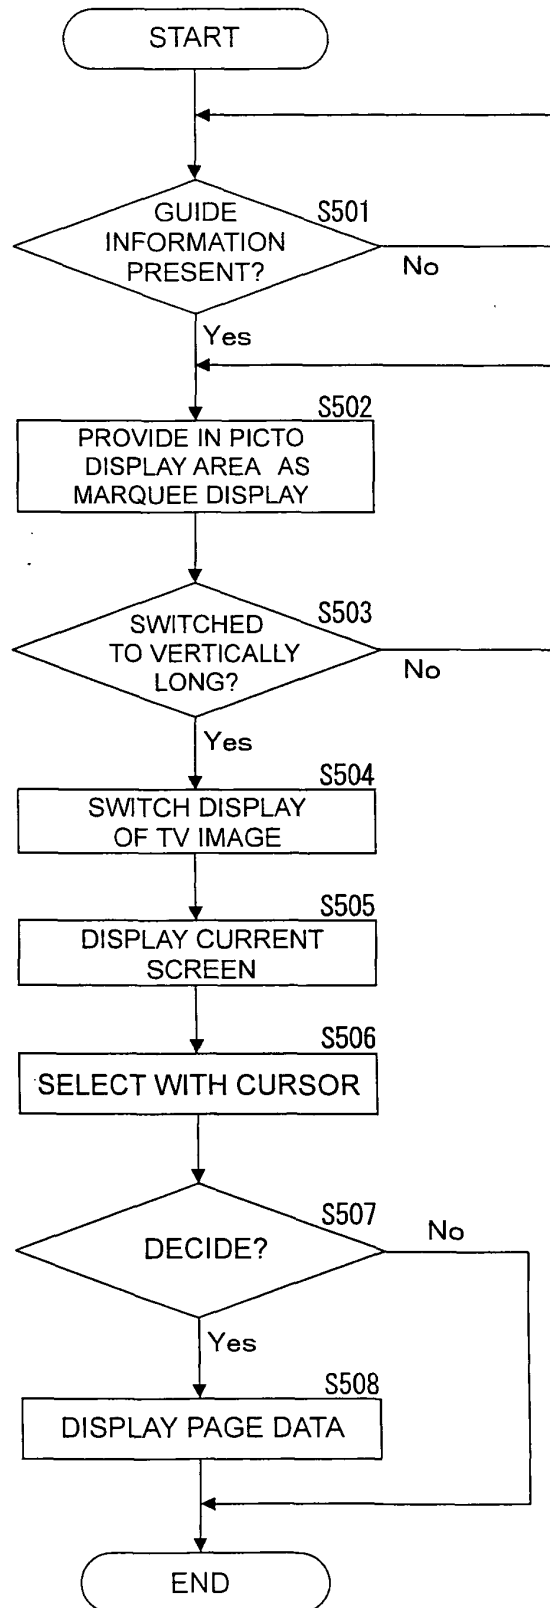 START
S501
GUIDE
INFORMATION
PRESENT?
No
Yes
S502
PROVIDE IN PICTO
DISPLAY AREA AS
MARQUEE DISPLAY
S503
SWITCHED
TO VERTICALLY
LONG?
No
Yes
S504
SWITCH DISPLAY
OF TV IMAGE
S505
DISPLAY CURRENT
SCREEN
S506
SELECT WITH CURSOR
S507
DECIDE?
No
Yes
S508
DISPLAY PAGE DATA
END